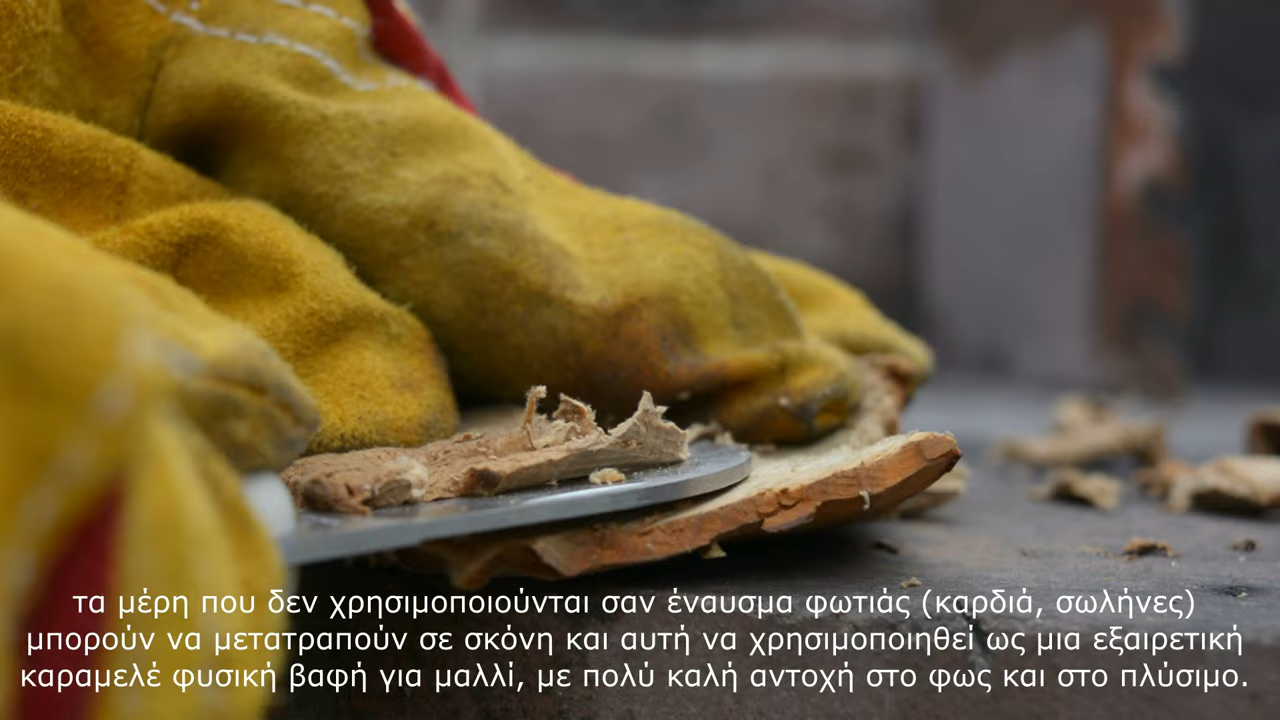 τα μέρη που δεν χρησιμοποιούνται σαν έναυσμα φωτιάς (καρδιά, σωλήνες)
μπορούν να μετατραπούν σε σκόνη και αυτή να χρησιμοποιηθεί ως μια εξαιρετική
καραμελέ φυσική βαφή για μαλλί, με πολύ καλή αντοχή στο φως και στο πλύσιμο.